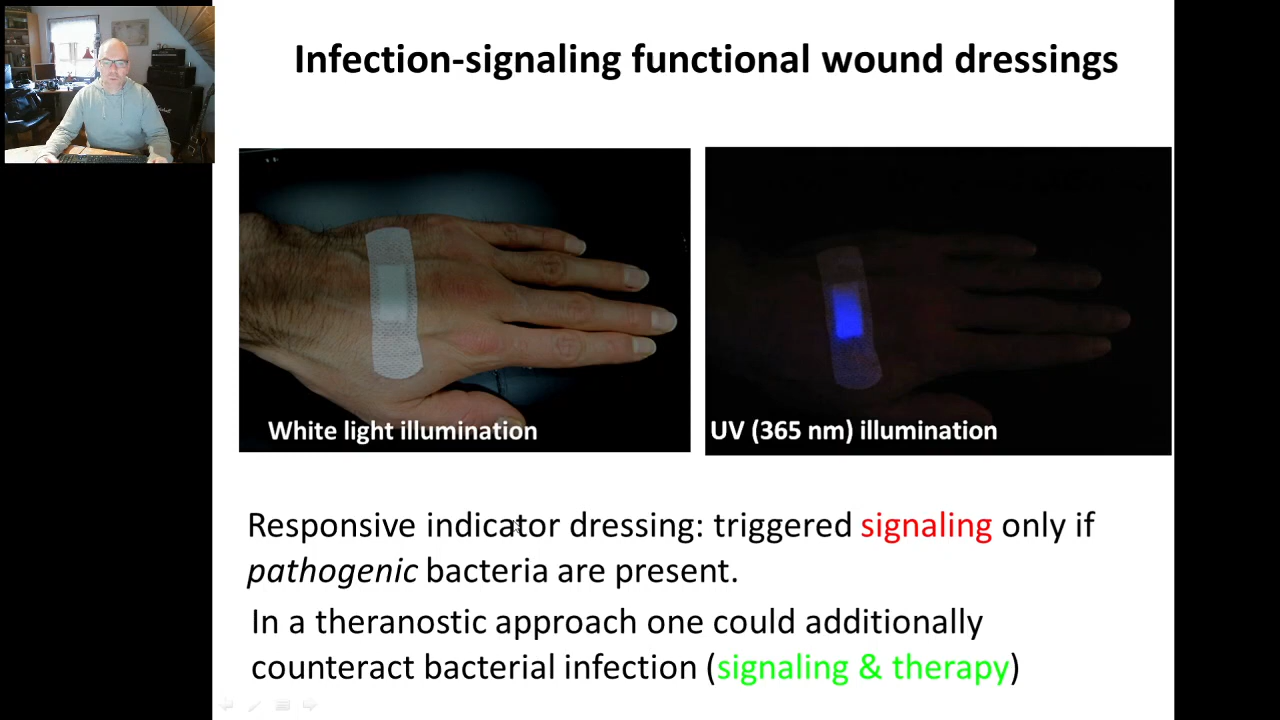 Infection-signaling functional wound dressings
White light illumination
UV (365 nm) illumination
Responsive indicator dressing: triggered signaling only if
pathogenic bacteria are present.
In a theranostic approach one could additionally
counteract bacterial infection (signaling & therapy)